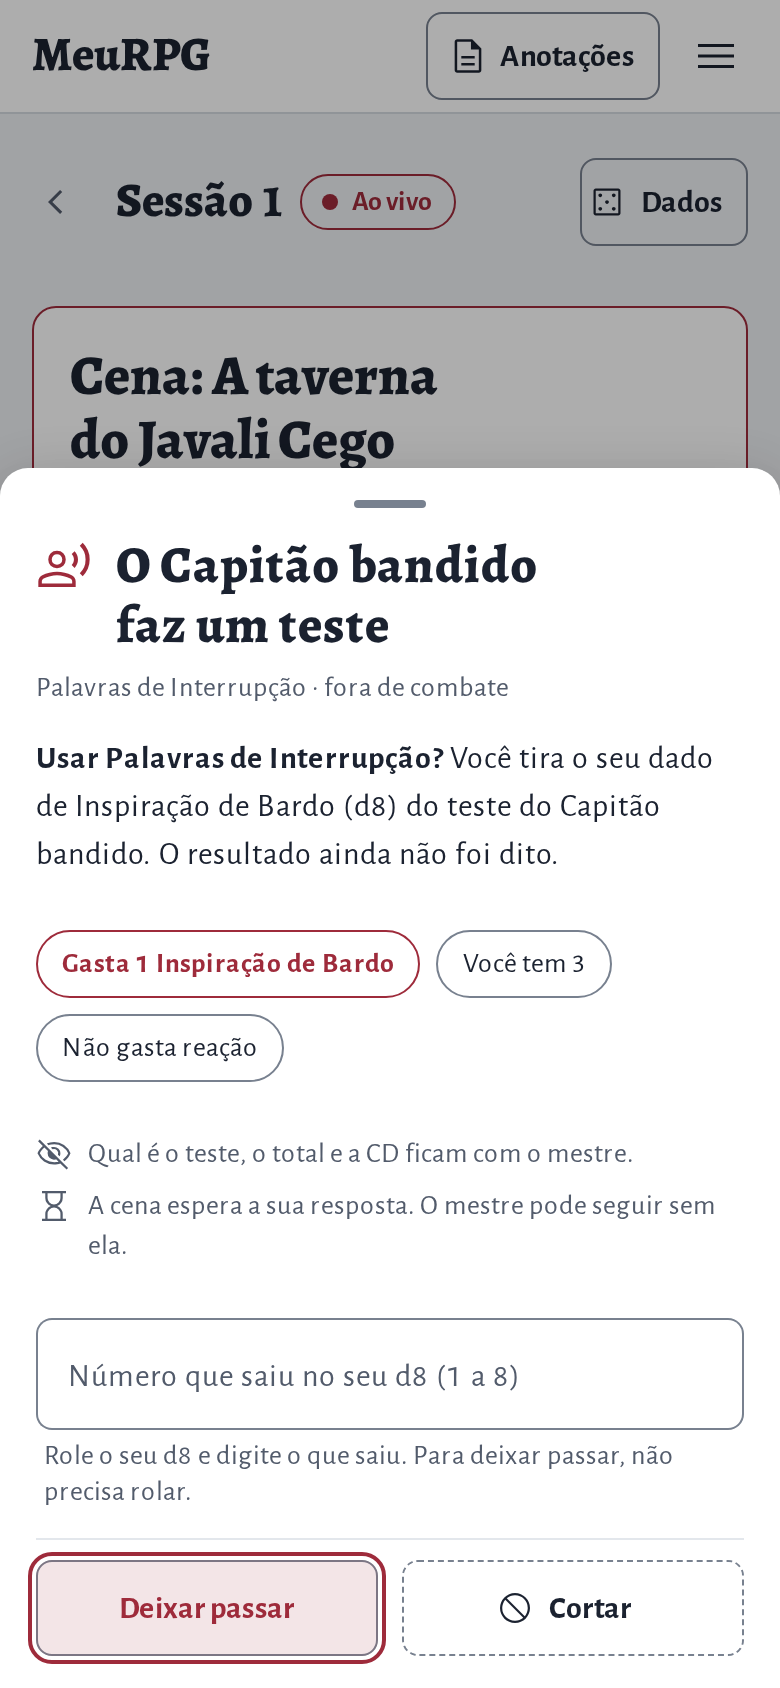 MeuRPG
Anotações
Sessão 1
Ao vivo
Dados
Cena: A taverna
do Javali Cego
O Capitão bandido
faz um teste
Palavras de Interrupção · fora de combate
Usar Palavras de Interrupção? Você tira o seu dado
de Inspiração de Bardo (d8) do teste do Capitão
bandido. O resultado ainda não foi dito.
Gasta 1 Inspiração de Bardo
Você tem 3
Não gasta reação
Qual é o teste, o total e a CD ficam com o mestre.
A cena espera a sua resposta. O mestre pode seguir sem
ela.
Número que saiu no seu d8 (1 a 8)
Role o seu d8 e digite o que saiu. Para deixar passar, não
precisa rolar.
Deixar passar
Cortar